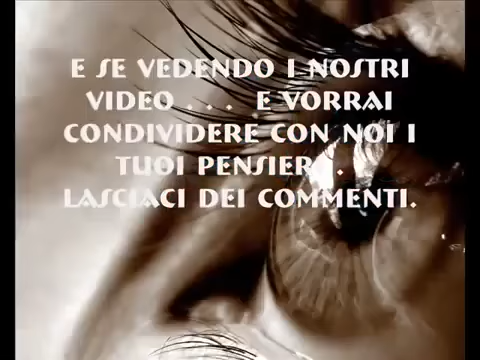 E SE VEDENDO I NOSTRI
VIDEO . . . E VORRAI
CONDIVIDERE CON NOI I
TUOI PENSIERI.
LASCIACI DEI COMMENTI.